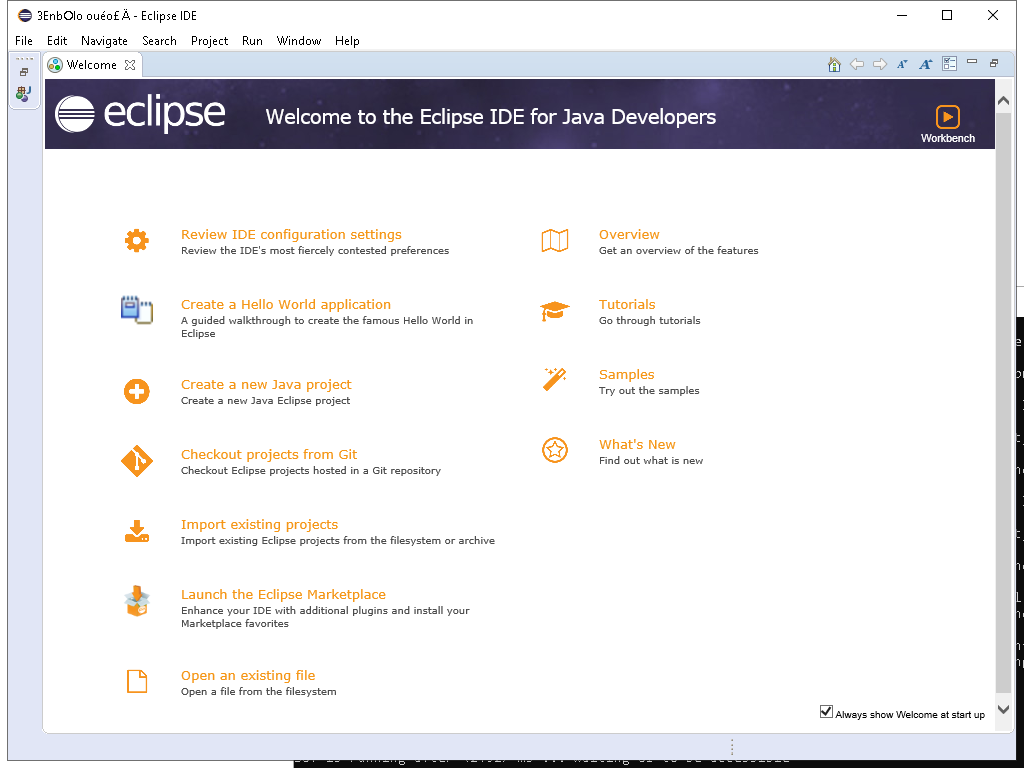 3EnbOlo ouéo£Ä - Eclipse IDE
File Edit Navigate Search Project Run Window Help
Welcome
eclipse
Welcome to the Eclipse IDE for Java Developers
Workbench
Review IDE configuration settings
Review the IDE's most fiercely contested preferences
Create a Hello World application
A guided walkthrough to create the famous Hello World in
Eclipse
Create a new Java project
Create a new Java Eclipse project
Checkout projects from Git
Checkout Eclipse projects hosted in a Git repository
Import existing projects
Import existing Eclipse projects from the filesystem or archive
Launch the Eclipse Marketplace
Enhance your IDE with additional plugins and install your
Marketplace favorites
Open an existing file
Open a file from the filesystem
Overview
Get an overview of the features
Tutorials
Go through tutorials
Samples
Try out the samples
What's New
Find out what is new
Always show Welcome at start up